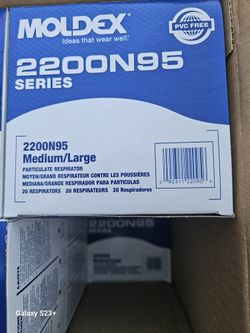 MOLDEX®
Ideas that wear well.
PVC FREE
2200N95
SERIES
2200N95
Medium/Large
PARTICULATE RESPIRATOR
MOYEN/GRAND RESPIRATEUR CONTRE LES POUSSIÈRES
MEDIANA/GRANDE RESPIRADOR PARA PARTICULAS
20 RESPIRATORS 20 RESPIRATEURS 20 Respiradores
2200N95
Galaxy S23+